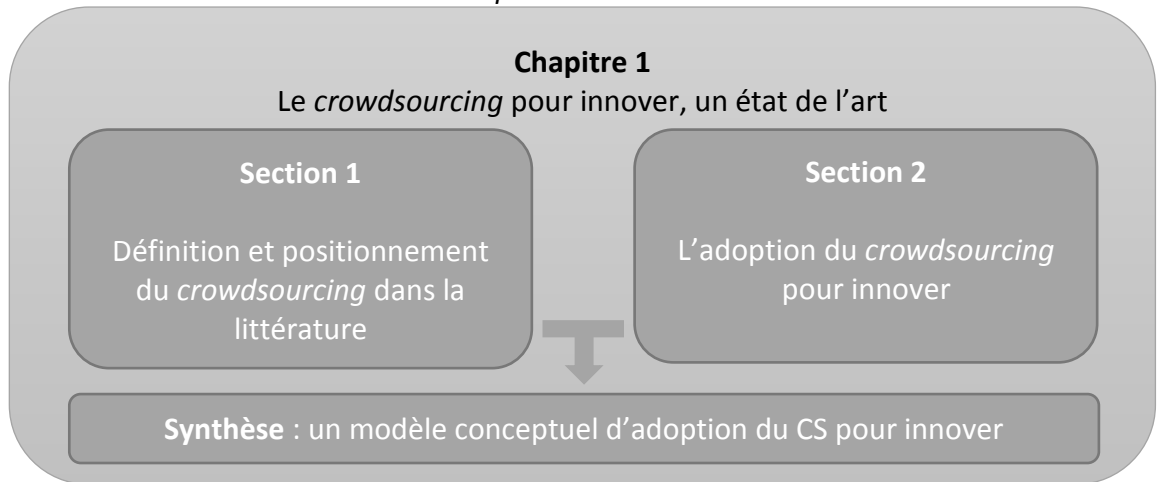 Chapitre 1
Le crowdsourcing pour innover, un état de l'art
Section 1
Définition et positionnement
du crowdsourcing dans la
littérature
Section 2
L'adoption du crowdsourcing
pour innover
Synthèse : un modèle conceptuel d'adoption du CS pour innover